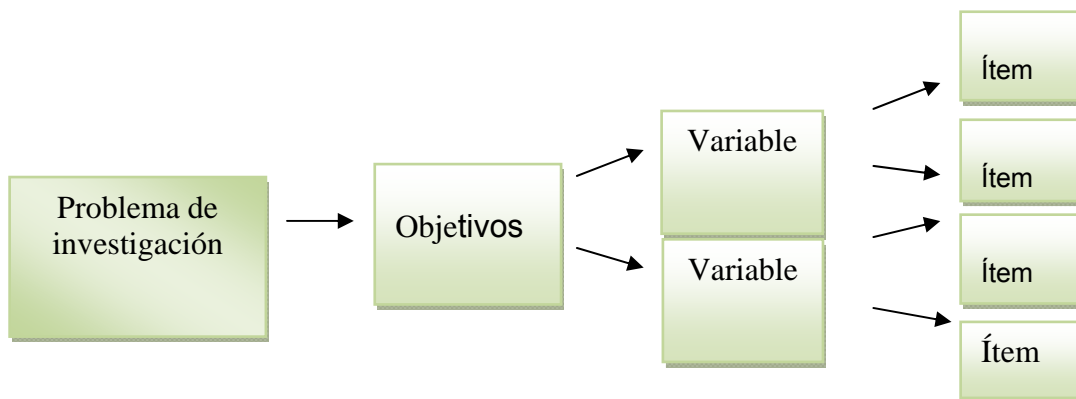 Problema de
investigación
Objetivos
Variable
Variable
Ítem
Ítem
Ítem
Ítem